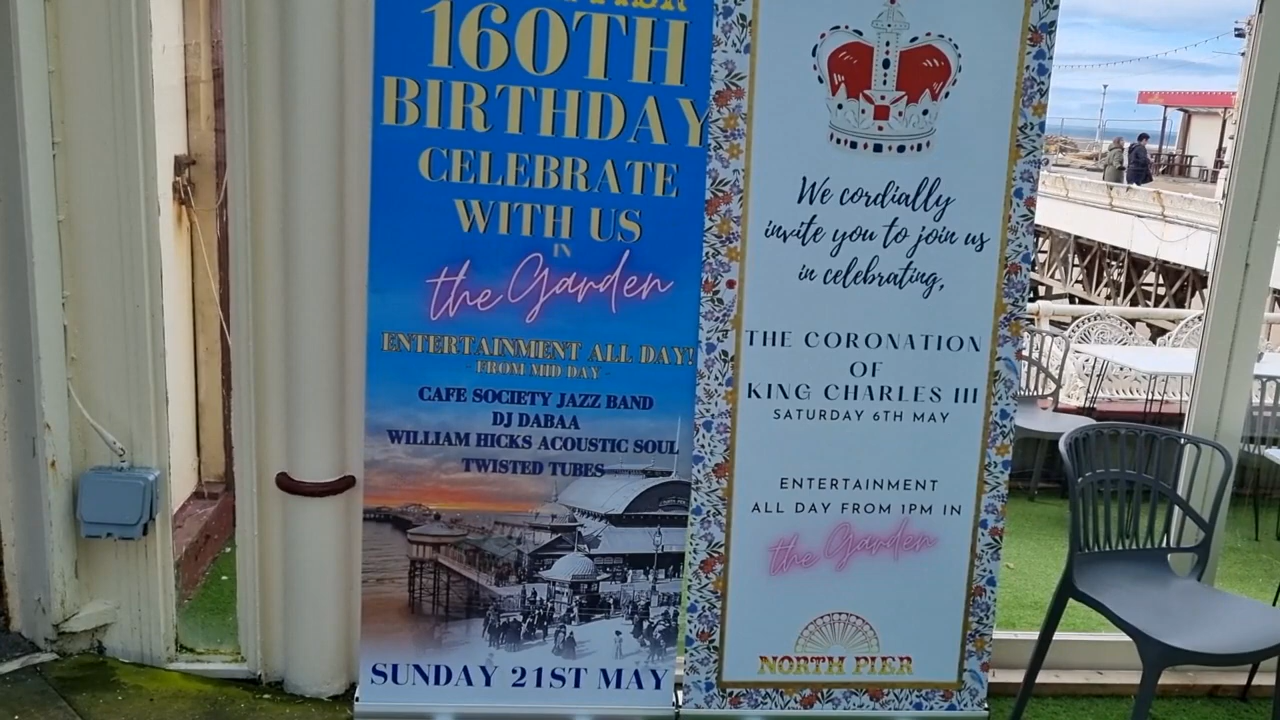 160TH
BIRTHDAY
CELEBRATE
WITH US
IN
the Garden
ENTERTAINMENT ALL DAY!
- FROM MID DAY -
CAFE SOCIETY JAZZ BAND
DJ DABAA
WILLIAM HICKS ACOUSTIC SOUL
TWISTED TUBES
SUNDAY 21ST MAY
We cordially
invite you to join us
in celebrating,
THE CORONATION
OF
KING CHARLES III
SATURDAY 6TH MAY
ENTERTAINMENT
ALL DAY FROM 1PM IN
the Garden
NORTH PIER